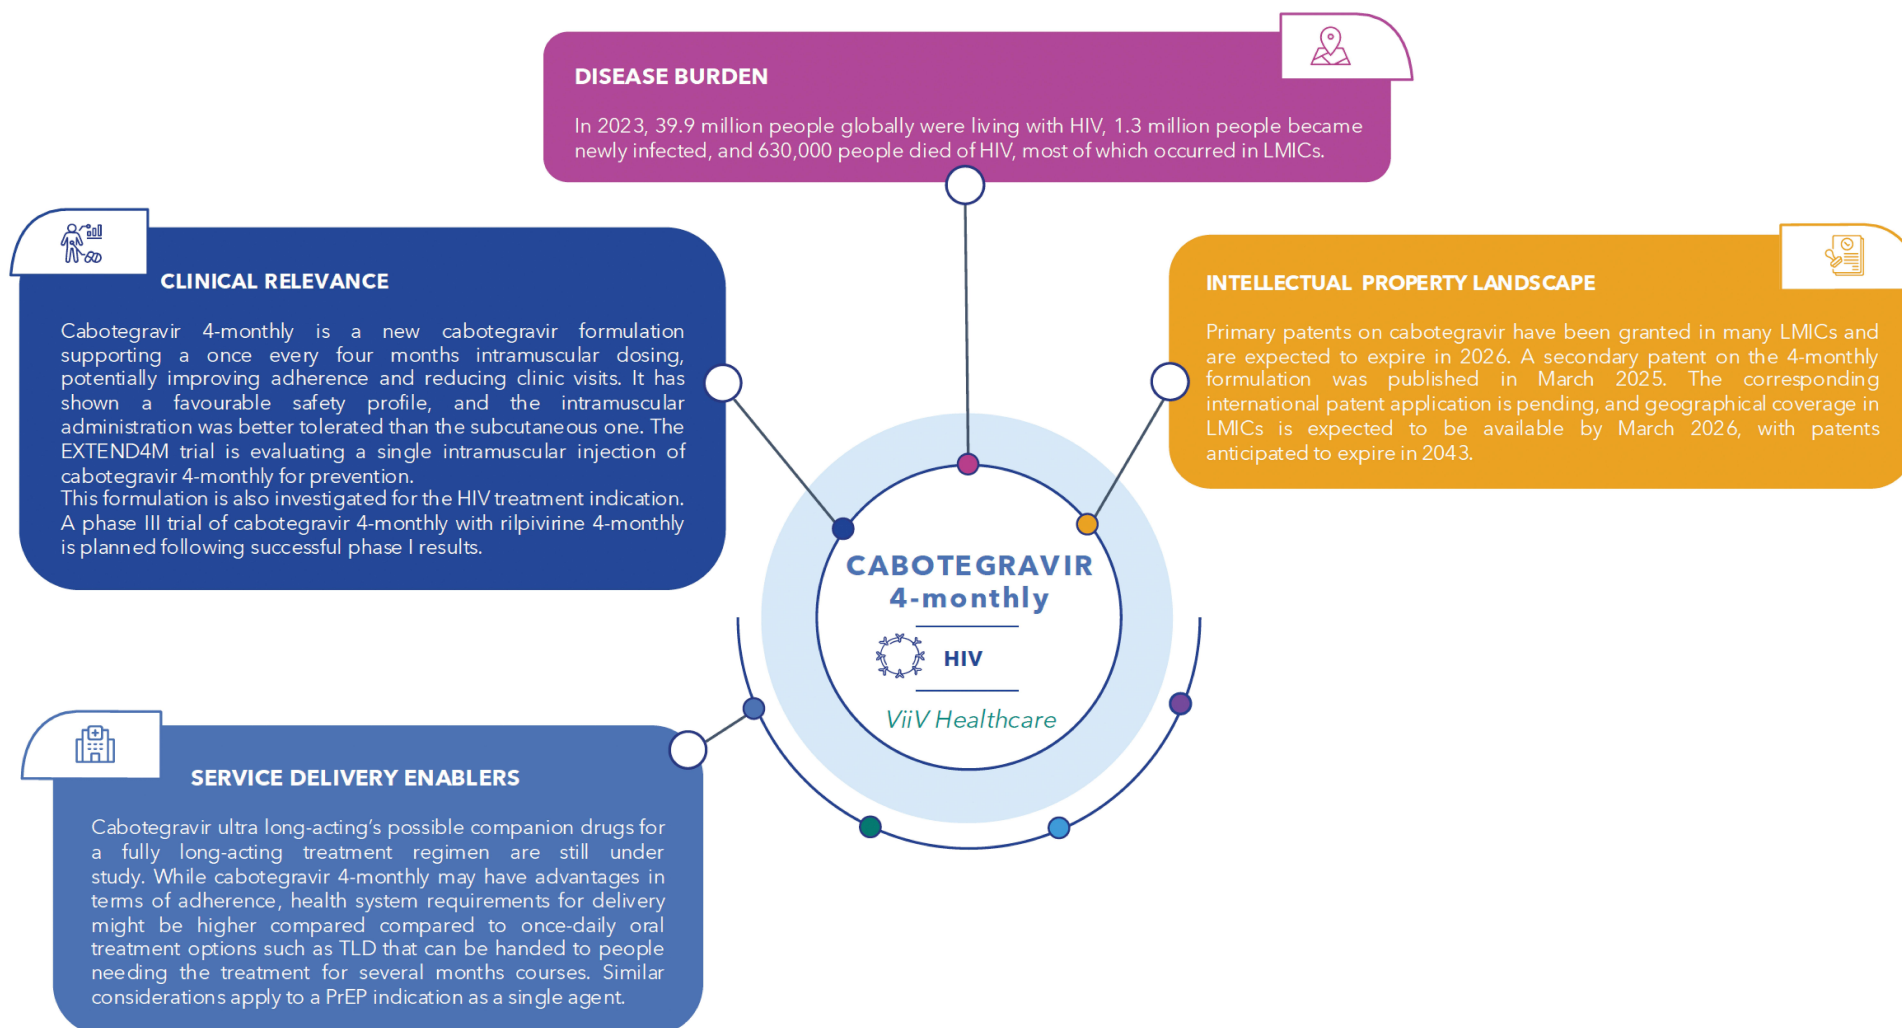 DISEASE BURDEN
In 2023, 39.9 million people globally were living with HIV, 1.3 million people became
newly infected, and 630,000 people died of HIV, most of which occurred in LMICs.
CLINICAL RELEVANCE
Cabotegravir 4-monthly is a new cabotegravir formulation
supporting a once every four months intramuscular dosing,
potentially improving adherence and reducing clinic visits. It has
shown a favourable safety profile, and the intramuscular
administration was better tolerated than the subcutaneous one. The
EXTEND4M trial is evaluating a single intramuscular injection of
cabotegravir 4-monthly for prevention.
This formulation is also investigated for the HIV treatment indication.
A phase III trial of cabotegravir 4-monthly with rilpivirine 4-monthly
is planned following successful phase I results.
INTELLECTUAL PROPERTY LANDSCAPE
Primary patents on cabotegravir have been granted in many LMICs and
are expected to expire in 2026. A secondary patent on the 4-monthly
formulation was published in March 2025. The corresponding
international patent application is pending, and geographical coverage in
LMICs is expected to be available by March 2026, with patents
anticipated to expire in 2043.
CABOTEGRAVIR
4-monthly
HIV
ViiV Healthcare
SERVICE DELIVERY ENABLERS
Cabotegravir ultra long-acting's possible companion drugs for
a fully long-acting treatment regimen are still under
study. While cabotegravir 4-monthly may have advantages in
terms of adherence, health system requirements for delivery
might be higher compared compared to once-daily oral
treatment options such as TLD that can be handed to people
needing the treatment for several months courses. Similar
considerations apply to a PrEP indication as a single agent.